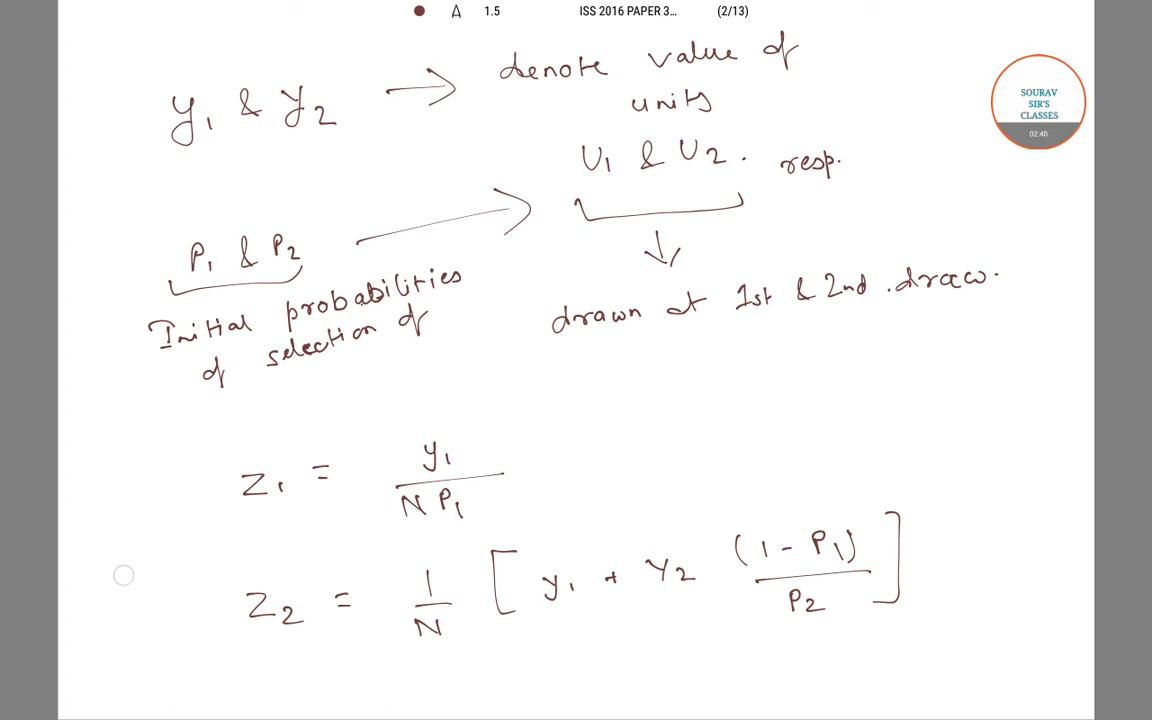 1.5 ISS 2016 PAPER 3... (2/13)
SOURAV
SIR'S
CLASSES
02:40
y₁ & y₂ → denote value of
units
U₁ & U₂. resp.
P₁ & P₂ →
Initial probabilities
of selection of
drawn at 1st & 2nd .draw.
Z₁ = y₁ / (N P₁)
Z₂ = 1/N [ y₁ + Y₂ (1 - P₁) / P₂ ]